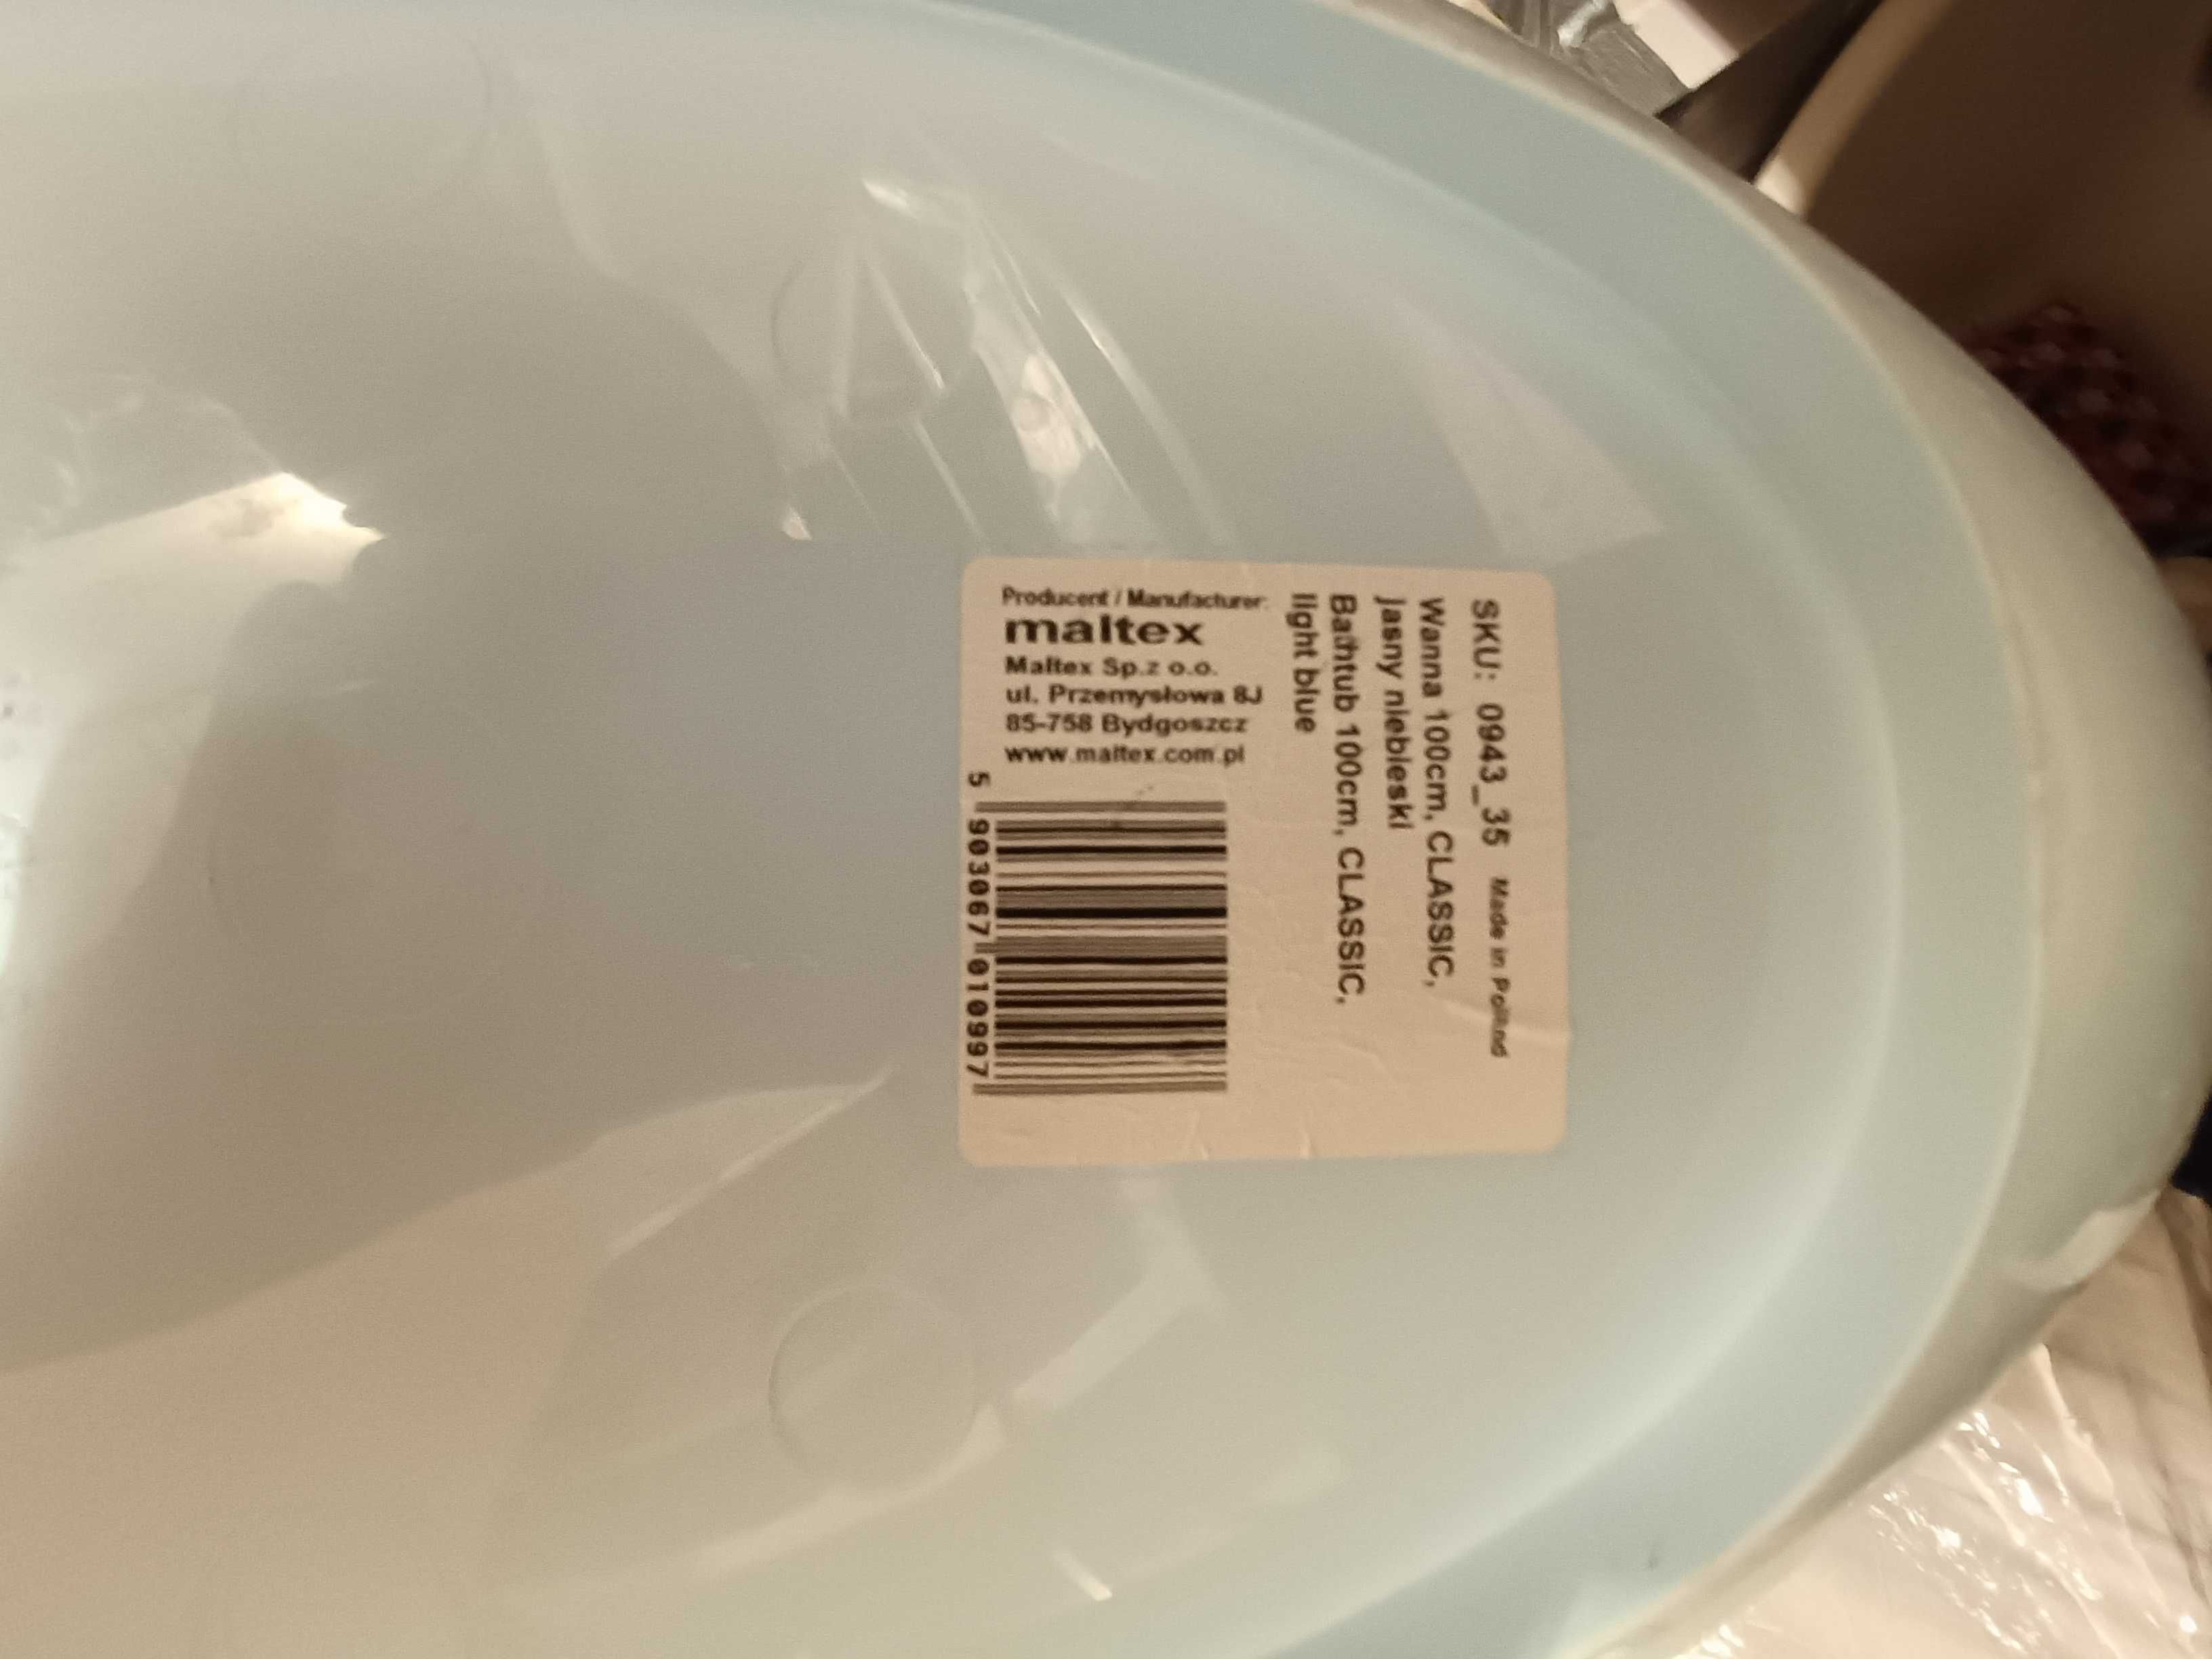 SKU: 0943_35 Made in Poland
Wanna 100cm, CLASSIC,
jasny niebieski
Bathtub 100cm, CLASSIC,
light blue
Producent / Manufacturer:
maltex
Maltex Sp.z o.o.
ul. Przemysłowa 8J
85-758 Bydgoszcz
www.maltex.com.pl
5 903067 010997